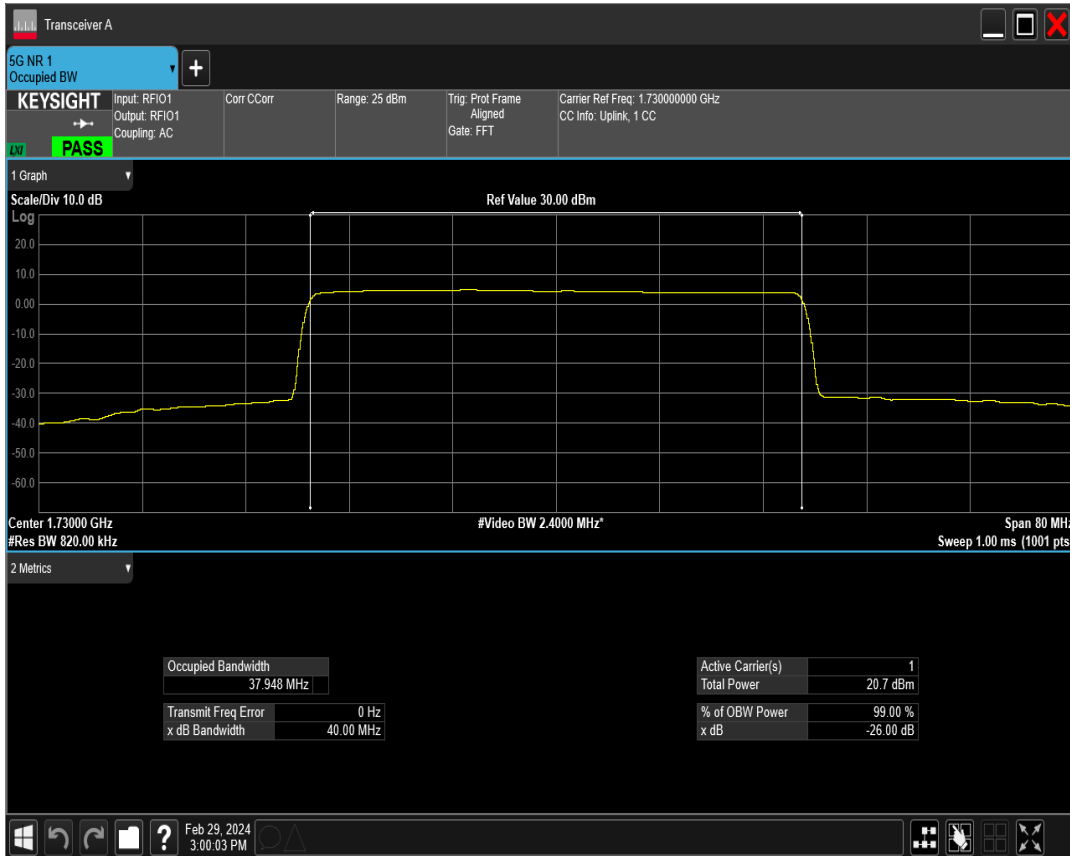 Transceiver A
5G NR 1
Occupied BW
KEYSIGHT
LXI
PASS
Input: RFIO1
Output: RFIO1
Coupling: AC
Corr CCorr
Range: 25 dBm
Trig: Prot Frame
Aligned
Gate: FFT
Carrier Ref Freq: 1.730000000 GHz
CC Info: Uplink, 1 CC
1 Graph
Scale/Div 10.0 dB
Ref Value 30.00 dBm
Log
20.0
10.0
0.00
-10.0
-20.0
-30.0
-40.0
-50.0
-60.0
Center 1.73000 GHz
#Video BW 2.4000 MHz*
Span 80 MHz
#Res BW 820.00 kHz
Sweep 1.00 ms (1001 pts
2 Metrics
Occupied Bandwidth
37.948 MHz
Transmit Freq Error 0 Hz
x dB Bandwidth 40.00 MHz
Active Carrier(s) 1
Total Power 20.7 dBm
% of OBW Power 99.00 %
x dB -26.00 dB
?
Feb 29, 2024
3:00:03 PM